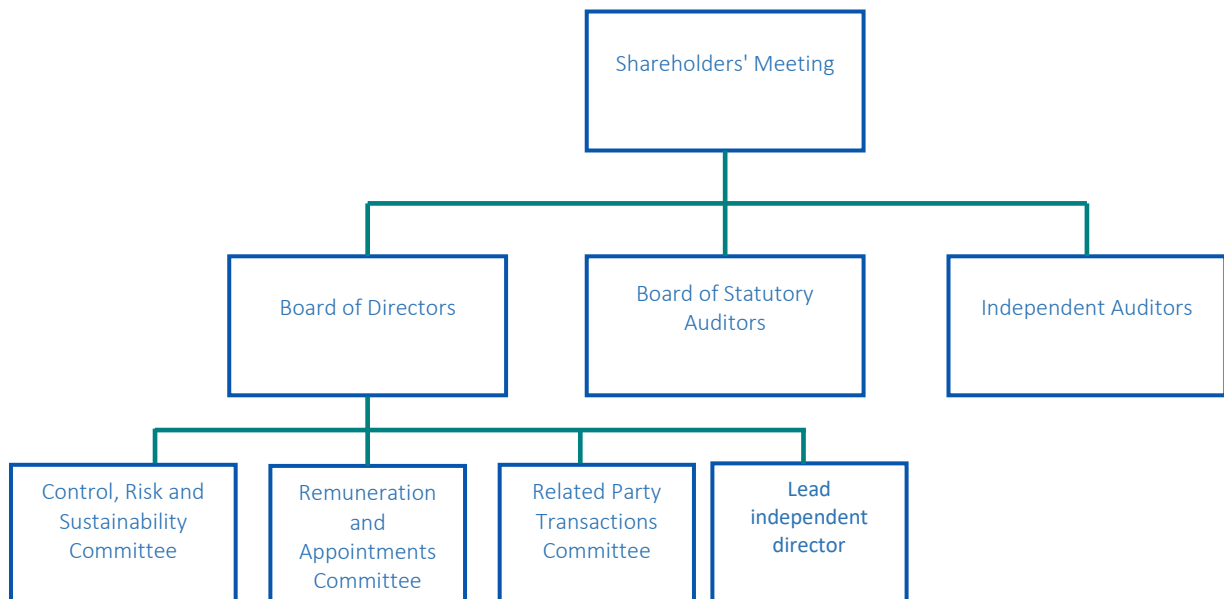 Shareholders' Meeting
Board of Directors
Board of Statutory
Auditors
Independent Auditors
Control, Risk and
Sustainability
Committee
Remuneration
and
Appointments
Committee
Related Party
Transactions
Committee
Lead
independent
director